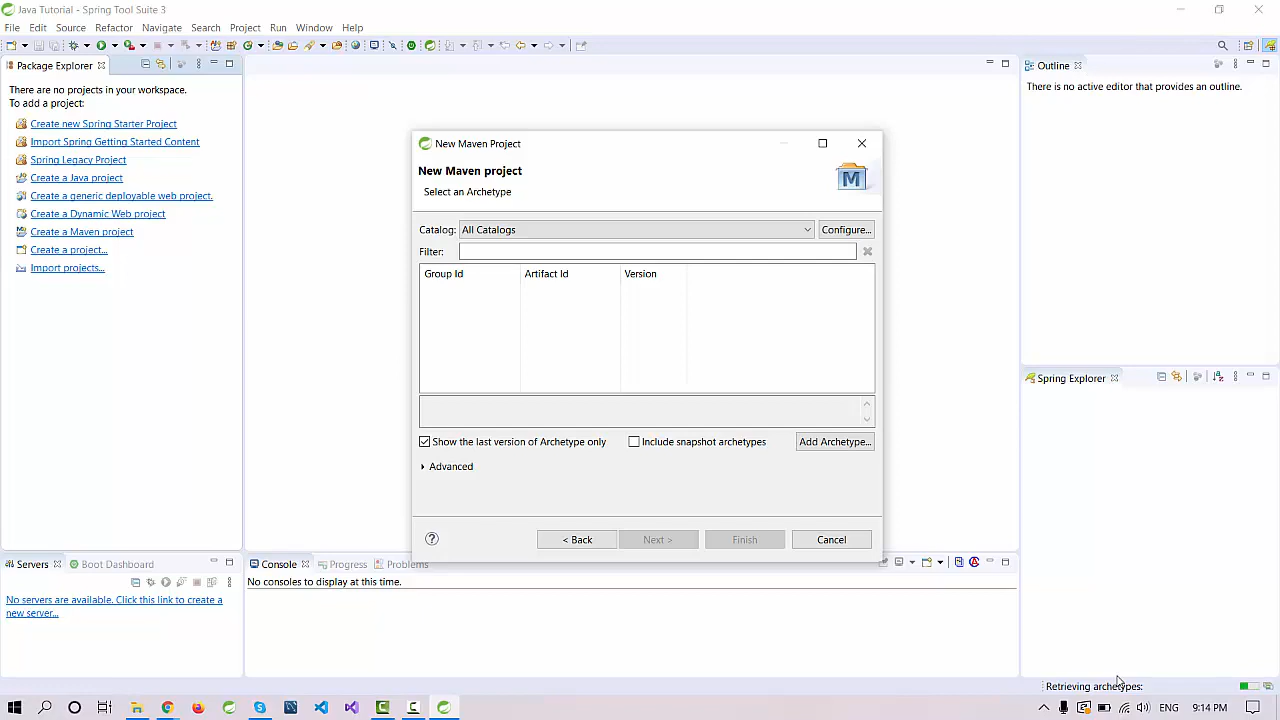 Java Tutorial - Spring Tool Suite 3
File Edit Source Refactor Navigate Search Project Run Window Help
Package Explorer
There are no projects in your workspace.
To add a project:
Create new Spring Starter Project
Import Spring Getting Started Content
Spring Legacy Project
Create a Java project
Create a generic deployable web project.
Create a Dynamic Web project
Create a Maven project
Create a project...
Import projects...
New Maven Project
New Maven project
Select an Archetype
M
Catalog: All Catalogs Configure...
Filter:
Group Id Artifact Id Version
Show the last version of Archetype only Include snapshot archetypes Add Archetype...
Advanced
? < Back Next > Finish Cancel
Outline
There is no active editor that provides an outline.
Spring Explorer
Servers Boot Dashboard
No servers are available. Click this link to create a
new server...
Console Progress Problems
No consoles to display at this time.
Retrieving archetypes:
ENG 9:14 PM